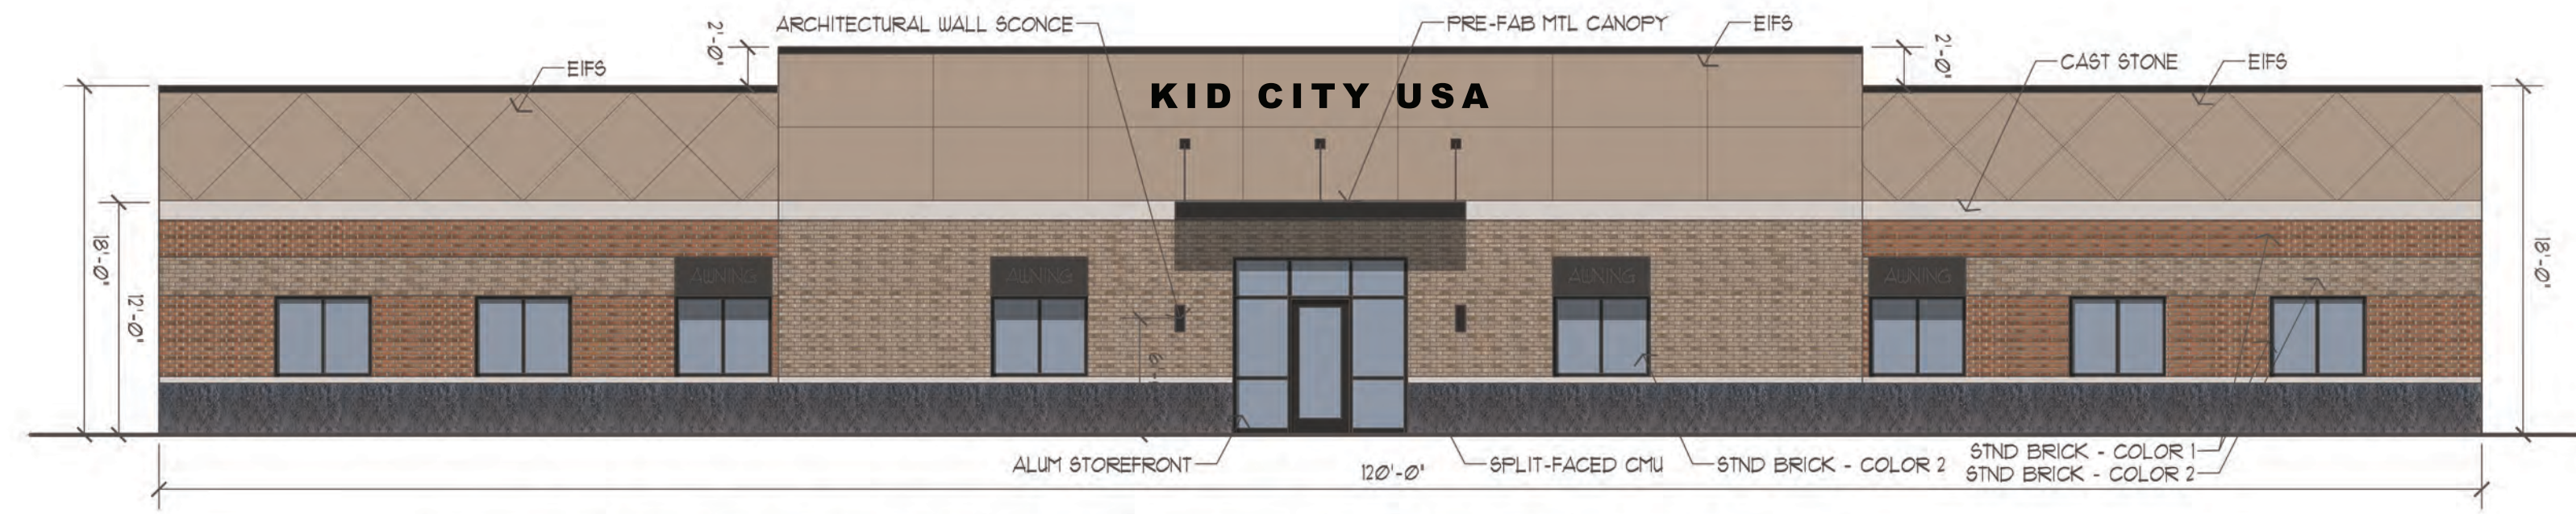 ARCHITECTURAL WALL SCONCE
PRE-FAB MTL CANOPY
EIFS
2'-0"
2'-0"
EIFS
CAST STONE
EIFS
KID CITY USA
18'-0"
12'-0"
18'-0"
AWNING
AWNING
AWNING
AWNING
ALUM STOREFRONT
SPLIT-FACED CMU
STND BRICK - COLOR 2
STND BRICK - COLOR 1
STND BRICK - COLOR 2
120'-0"